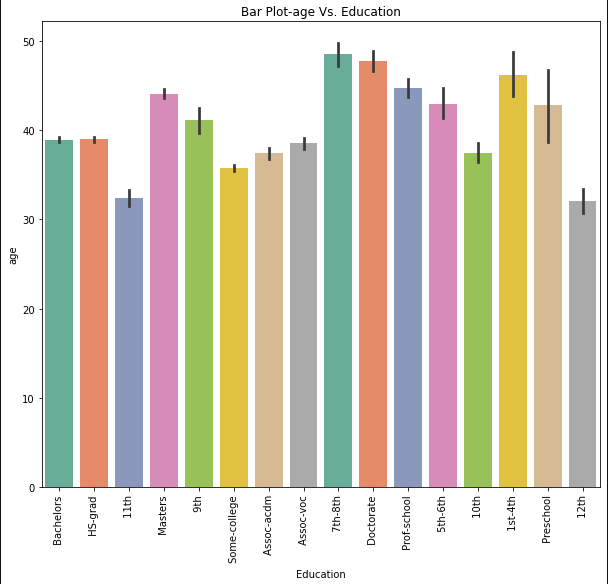 Bar Plot-age Vs. Education
50
40
30
20
10
0
age
Bachelors
HS-grad
11th
Masters
9th
Some-college
Assoc-acdm
Assoc-voc
7th-8th
Doctorate
Prof-school
5th-6th
10th
1st-4th
Preschool
12th
Education